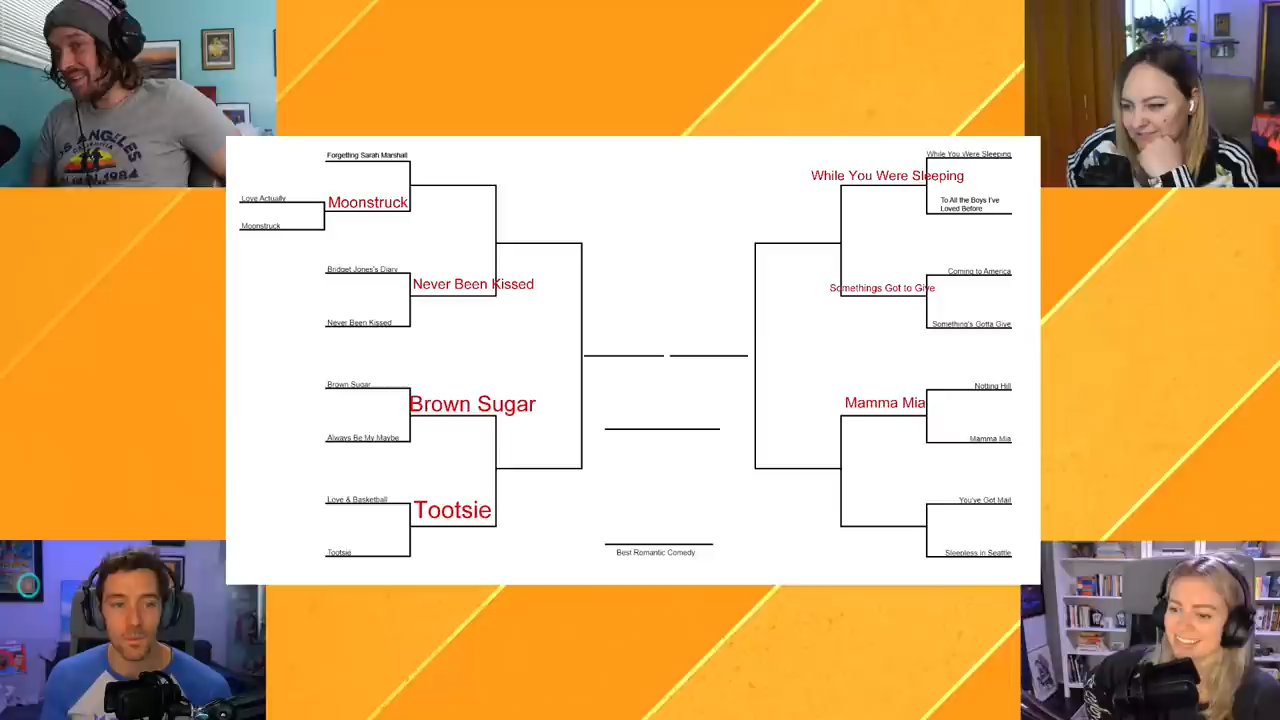 LOS ANGELES
1984
Forgetting Sarah Marshall
Love Actually
Moonstruck
Moonstruck
Bridget Jones's Diary
Never Been Kissed
Never Been Kissed
Brown Sugar
Brown Sugar
Always Be My Maybe
Love & Basketball
Tootsie
Tootsie
While You Were Sleeping
While You Were Sleeping
To All the Boys I've
Loved Before
Coming to America
Somethings Got to Give
Something's Gotta Give
Notting Hill
Mamma Mia
Mamma Mia
You've Got Mail
Sleepless in Seattle
Best Romantic Comedy